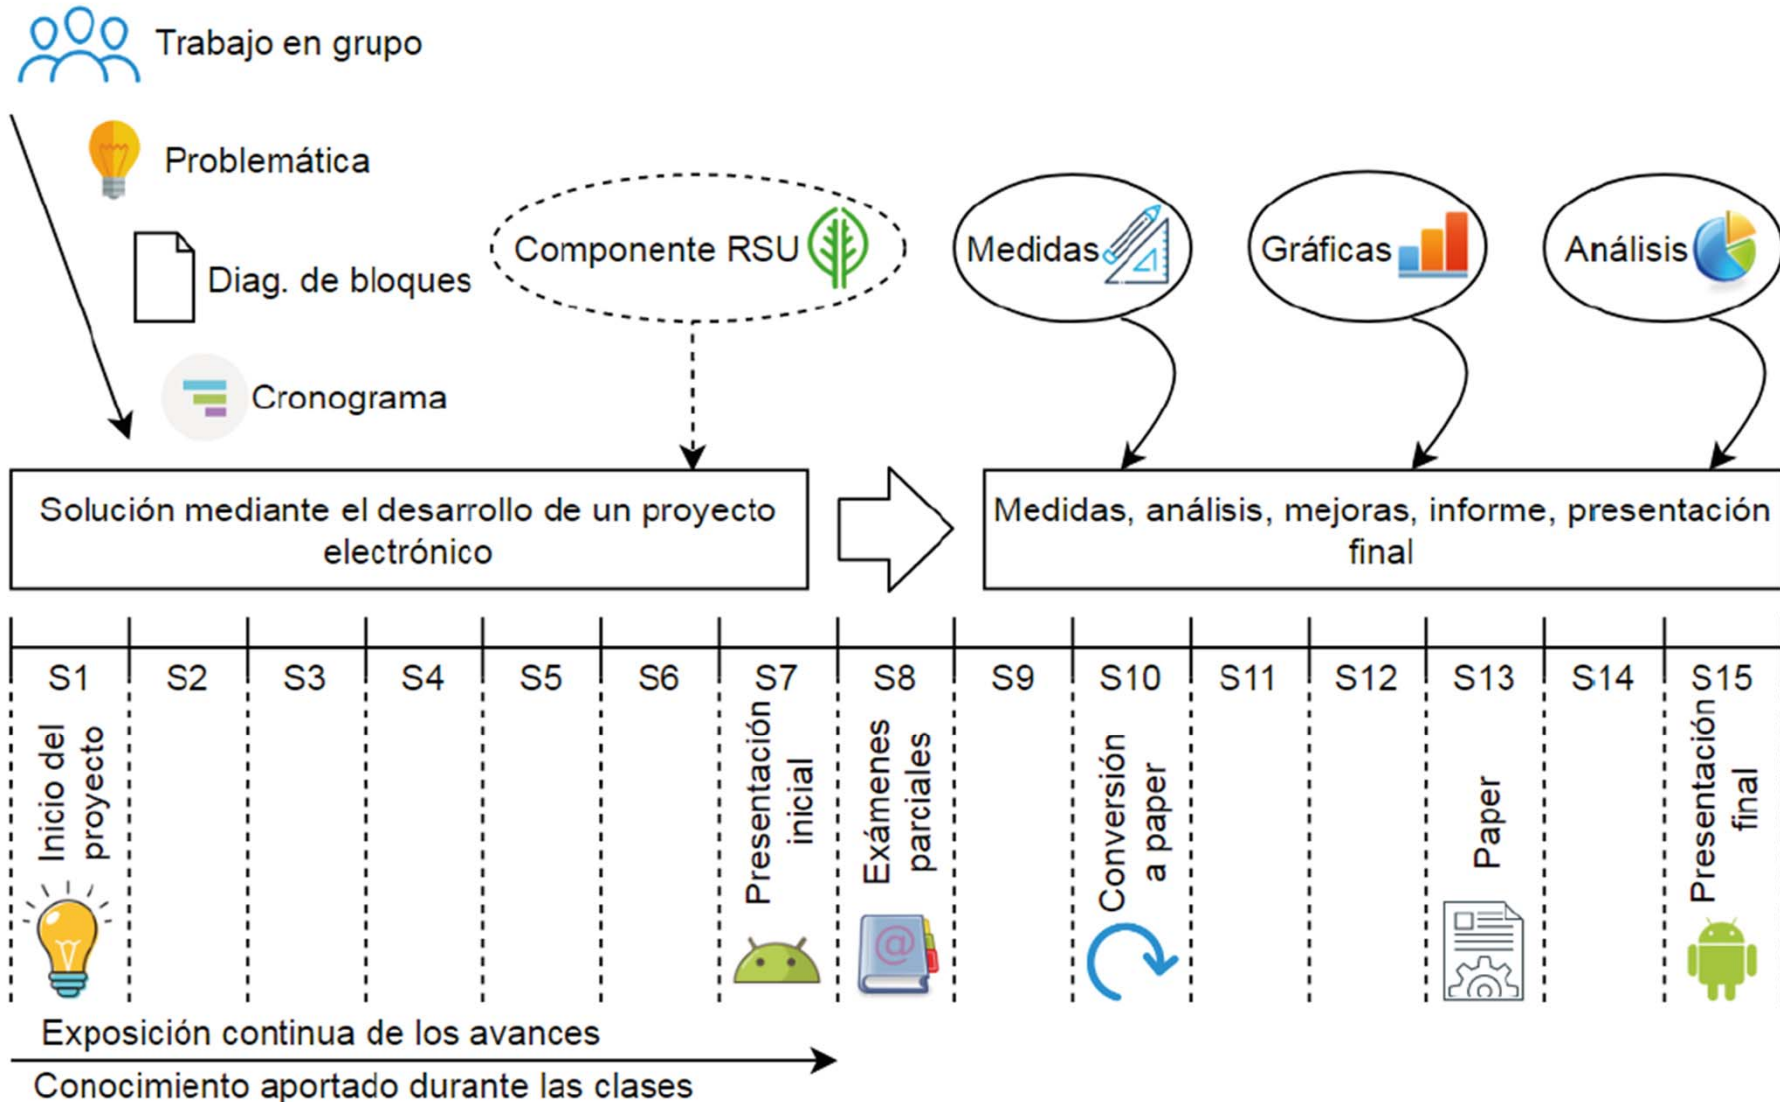 Trabajo en grupo
Problemática
Diag. de bloques
Cronograma
Componente RSU
Medidas
Gráficas
Análisis
Solución mediante el desarrollo de un proyecto
electrónico
Medidas, análisis, mejoras, informe, presentación
final
S1
S2
S3
S4
S5
S6
S7
S8
S9
S10
S11
S12
S13
S14
S15
Inicio del
proyecto
Presentación
inicial
Exámenes
parciales
@
Conversión
a paper
Paper
Presentación
final
Exposición continua de los avances
Conocimiento aportado durante las clases